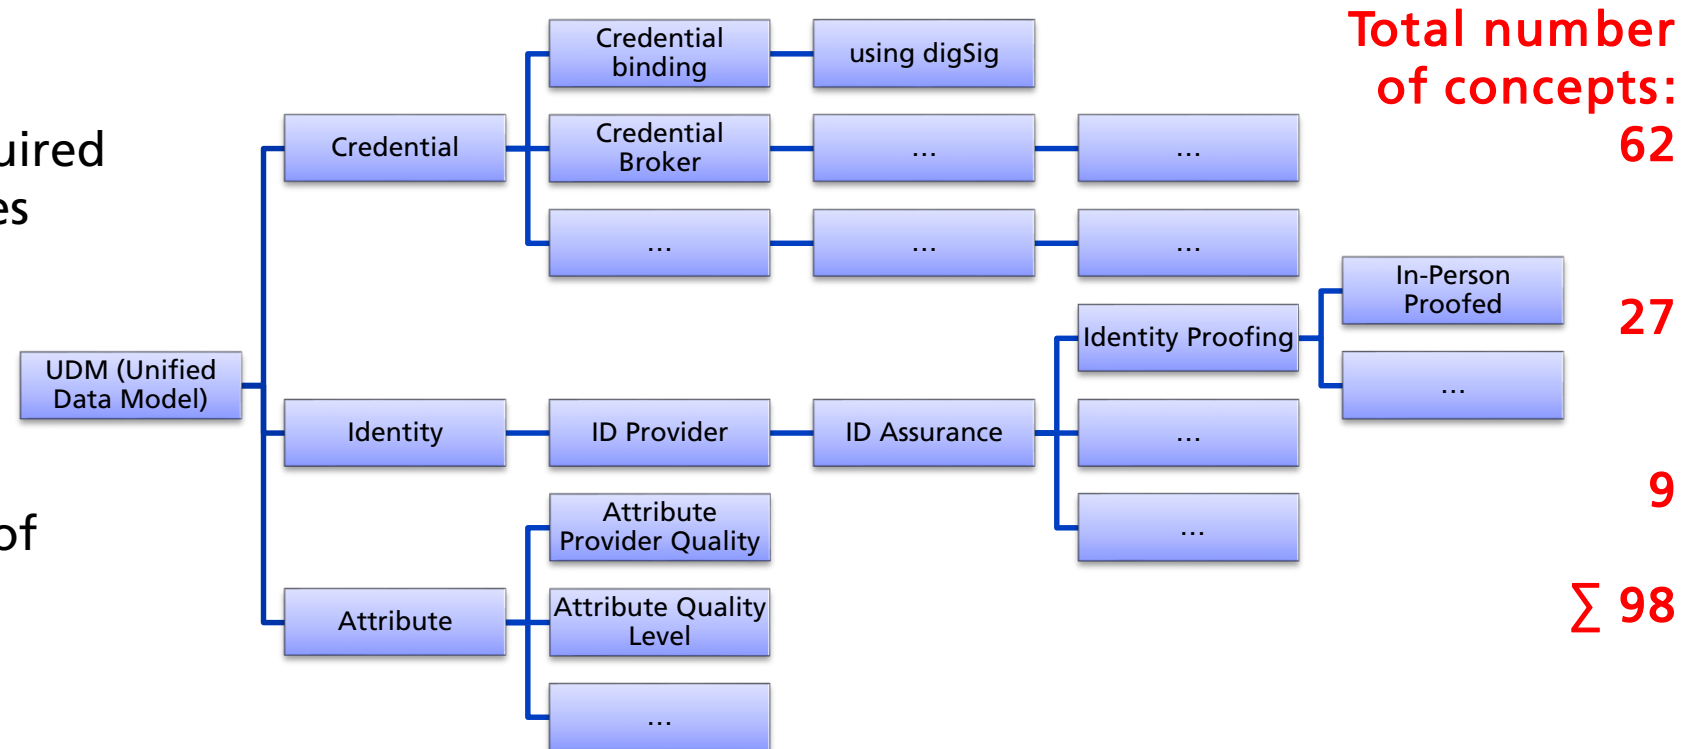 Total number
of concepts:
62
27
9
∑ 98
uired
es
of
UDM (Unified
Data Model)
Credential
Credential
binding
using digSig
Credential
Broker
...
...
...
...
...
Identity
ID Provider
ID Assurance
Identity Proofing
In-Person
Proofed
...
...
...
Attribute
Attribute
Provider Quality
Attribute Quality
Level
...